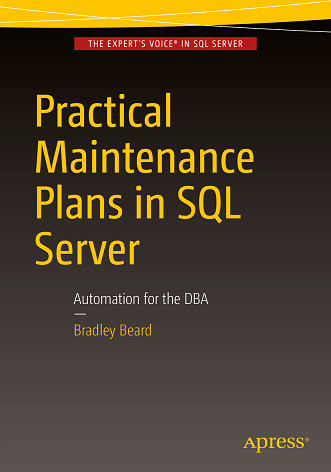 THE EXPERT'S VOICE® IN SQL SERVER
Practical
Maintenance
Plans in SQL
Server
Automation for the DBA
—
Bradley Beard
Apress®